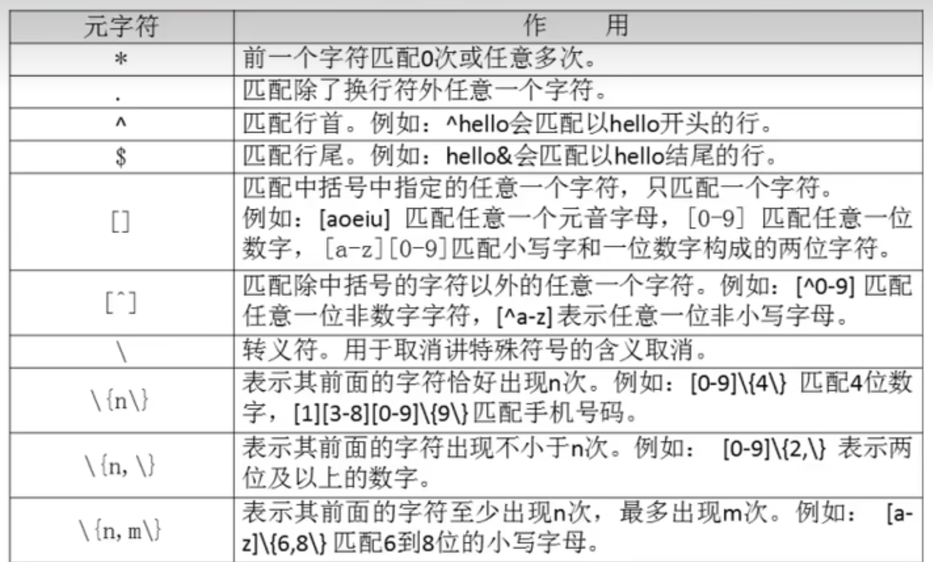 元字符 作 用
* 前一个字符匹配0次或任意多次。
. 匹配除了换行符外任意一个字符。
^ 匹配行首。例如：^hello会匹配以hello开头的行。
$ 匹配行尾。例如：hello&会匹配以hello结尾的行。
匹配中括号中指定的任意一个字符，只匹配一个字符。
[] 例如：[aoeiu] 匹配任意一个元音字母，[0-9] 匹配任意一位
数字，[a-z][0-9]匹配小写字和一位数字构成的两位字符。
[^] 匹配除中括号的字符以外的任意一个字符。例如：[^0-9] 匹配
任意一位非数字字符，[^a-z]表示任意一位非小写字母。
\ 转义符。用于取消讲特殊符号的含义取消。
\{n\} 表示其前面的字符恰好出现n次。例如：[0-9]\{4\} 匹配4位数
字，[1][3-8][0-9]\{9\}匹配手机号码。
\{n,\} 表示其前面的字符出现不小于n次。例如： [0-9]\{2,\} 表示两
位及以上的数字。
\{n,m\} 表示其前面的字符至少出现n次，最多出现m次。例如： [a-
z]\{6,8\}匹配6到8位的小写字母。